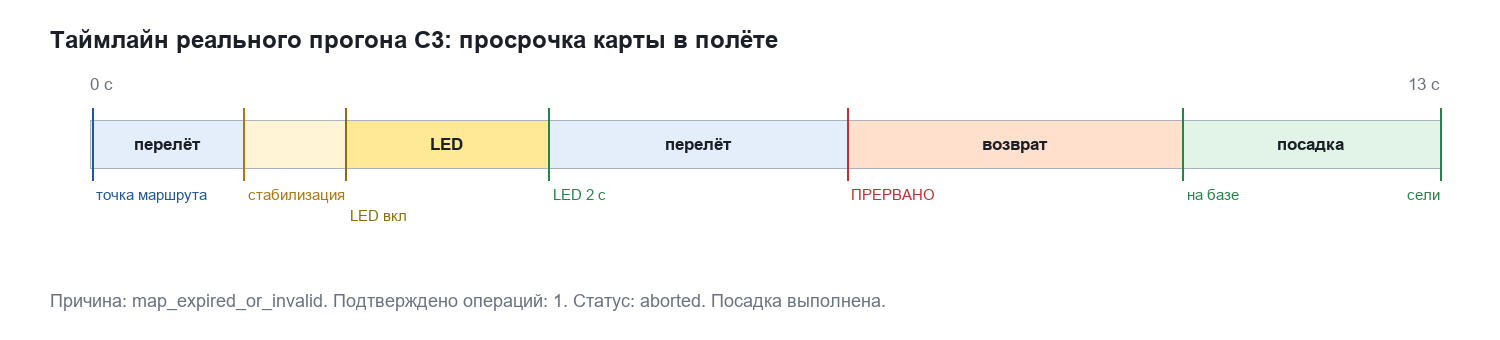 Таймлайн реального прогона C3: просрочка карты в полёте
0 с 13 с
перелёт LED перелёт возврат посадка
точка маршрута стабилизация LED 2 с ПРЕРВАНО на базе сели
LED вкл
Причина: map_expired_or_invalid. Подтверждено операций: 1. Статус: aborted. Посадка выполнена.